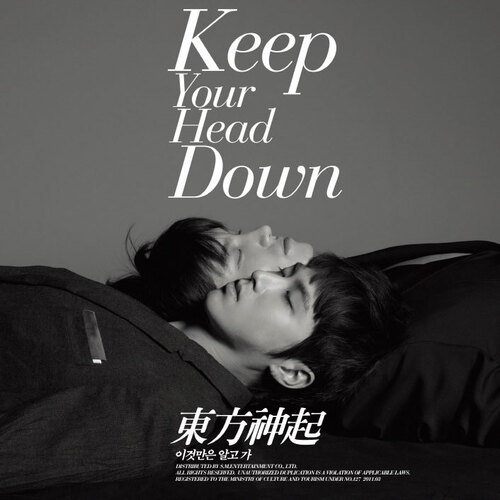 Keep
Your
Head
Down
東方神起
이것만은 알고 가
DISTRIBUTED BY S.M.ENTERTAINMENT CO., LTD.
ALL RIGHTS RESERVED. UNAUTHORIZED DUPLICATION IS A VIOLATION OF APPLICABLE LAWS.
REGISTERED TO THE MINISTRY OF CULTURE AND TOURISM UNDER NO.127 2011.03